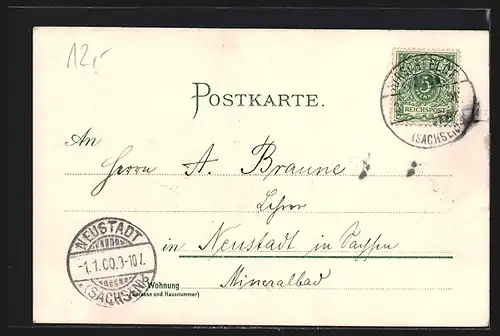 12,-
POSTKARTE.
5
REICHSPOST
(SACHSEN)
An
Herrn A. Braune
Lehrer
in Neustadt in Sachsen
Mineralbad
NEUSTADT
-1.1.00.9-10V.
(SACHSEN)
Wohnung
(Strasse und Hausnummer)